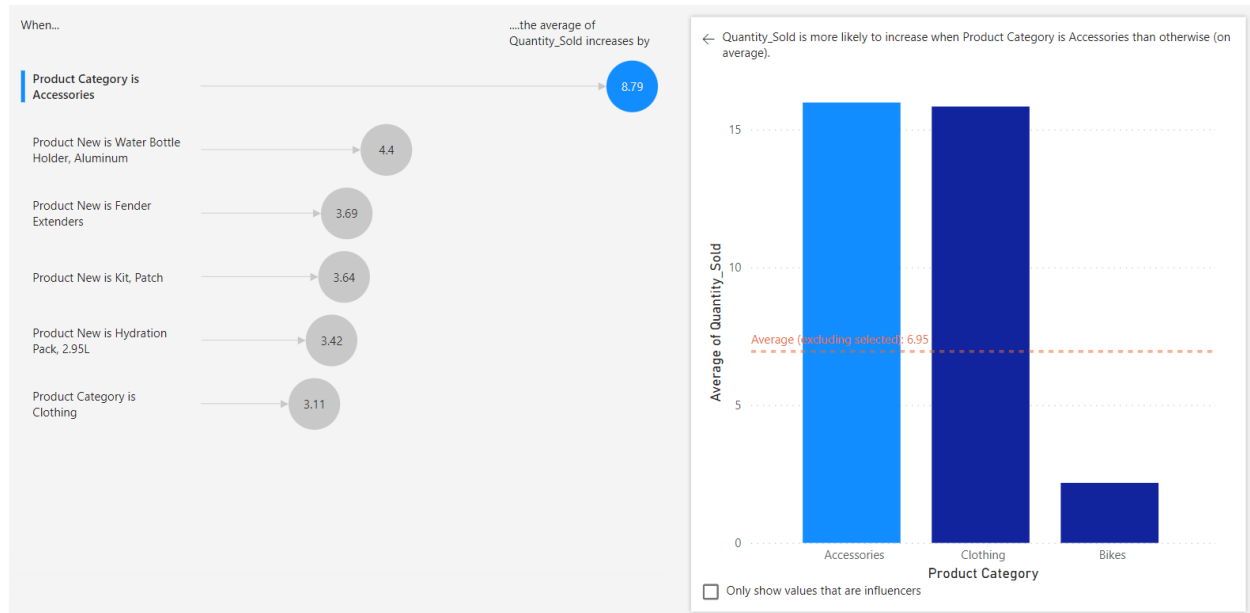 When...
....the average of
Quantity_Sold increases by
Product Category is
Accessories
8.79
Product New is Water Bottle
Holder, Aluminum
4.4
Product New is Fender
Extenders
3.69
Product New is Kit, Patch
3.64
Product New is Hydration
Pack, 2.95L
3.42
Product Category is
Clothing
3.11
Quantity_Sold is more likely to increase when Product Category is Accessories than otherwise (on
average).
Average of Quantity_Sold
15
10
5
0
Average (excluding selected): 6.95
Accessories
Clothing
Bikes
Product Category
Only show values that are influencers